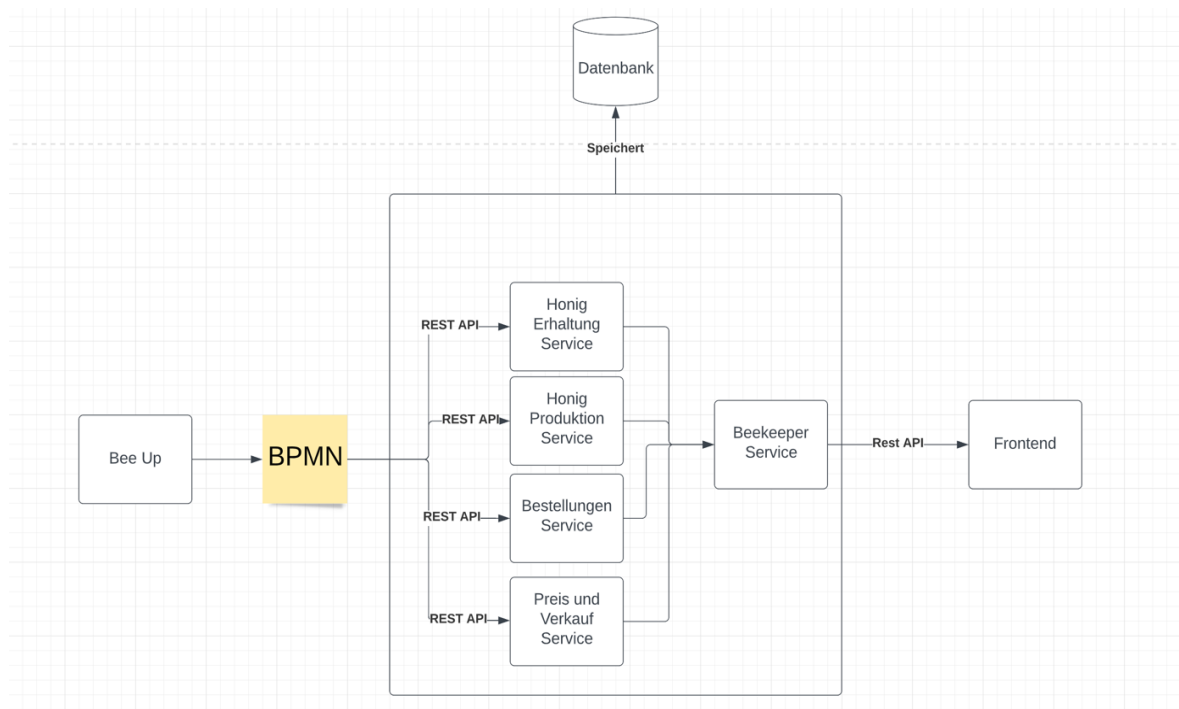 Datenbank
Speichert
REST API
Honig
Erhaltung
Service
REST API
Honig
Produktion
Service
Bee Up
BPMN
Beekeeper
Service
Rest API
Frontend
REST API
Bestellungen
Service
REST API
Preis und
Verkauf
Service